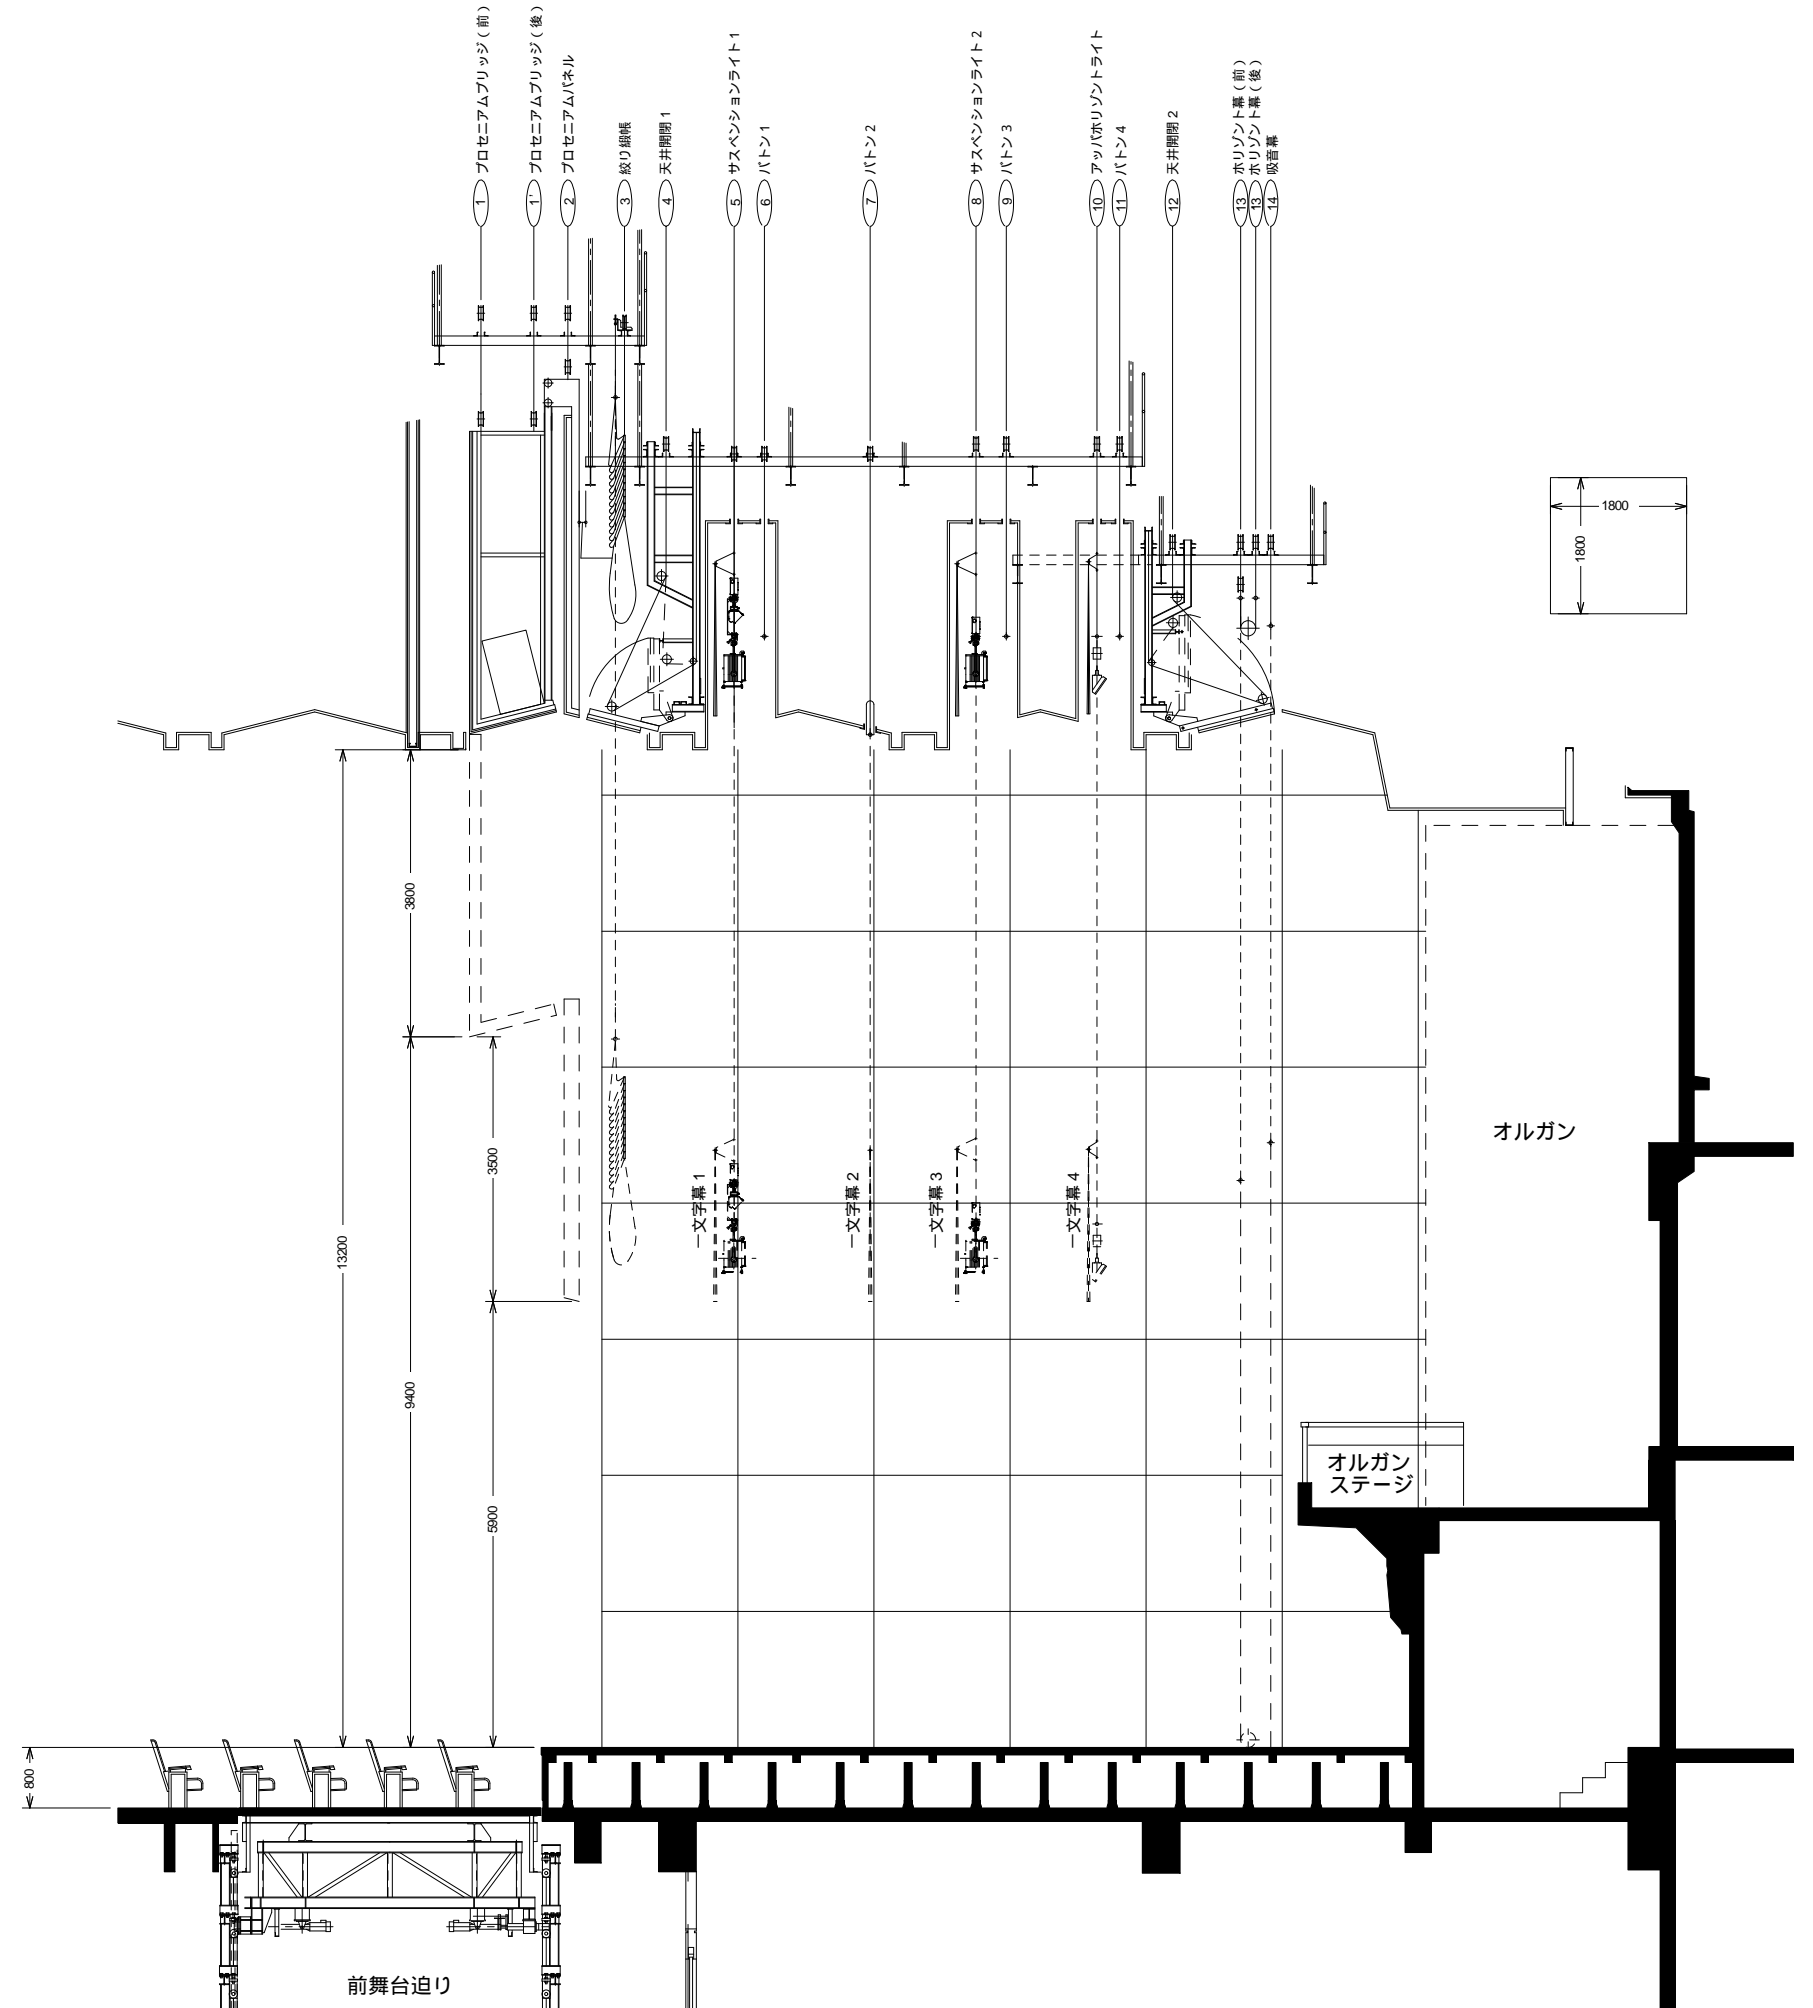 1 プロセニアムブリッジ（前）
1' プロセニアムブリッジ（後）
2 プロセニアムパネル
3 絞り緞帳
4 天井開閉 1
5 サスペンションライト 1
6 バトン 1
7 バトン 2
8 サスペンションライト 2
9 バトン 3
10 アッパホリゾントライト
11 バトン 4
12 天井開閉 2
13 ホリゾント幕（前）
13' ホリゾント幕（後）
14 吸音幕
1800
1800
3800
13200
3500
9400
5900
800
一文字幕 1
一文字幕 2
一文字幕 3
一文字幕 4
オルガン
オルガン
ステージ
前舞台迫り